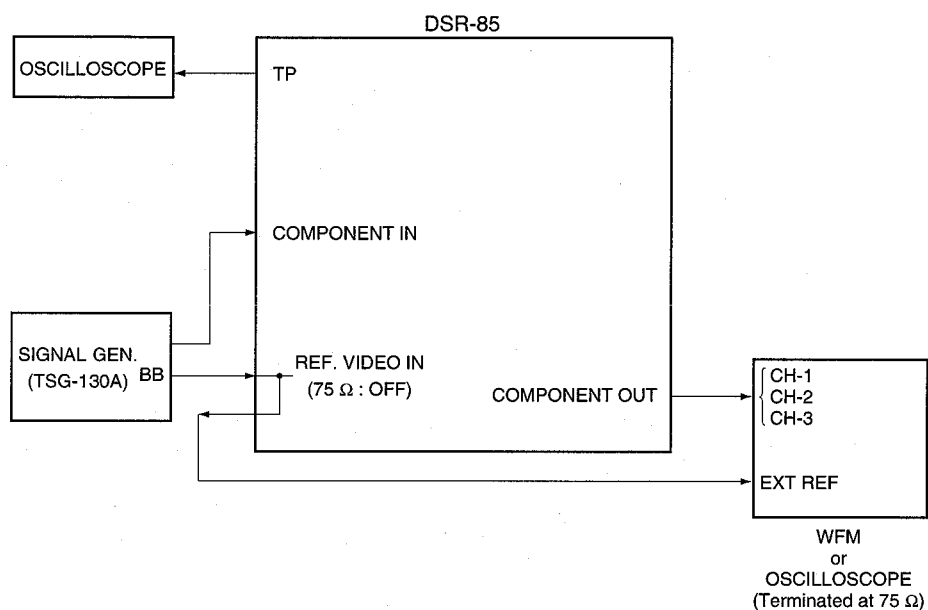 DSR-85
OSCILLOSCOPE
TP
COMPONENT IN
SIGNAL GEN.
(TSG-130A)
BB
REF. VIDEO IN
(75 Ω : OFF)
COMPONENT OUT
CH-1
CH-2
CH-3
EXT REF
WFM
or
OSCILLOSCOPE
(Terminated at 75 Ω)